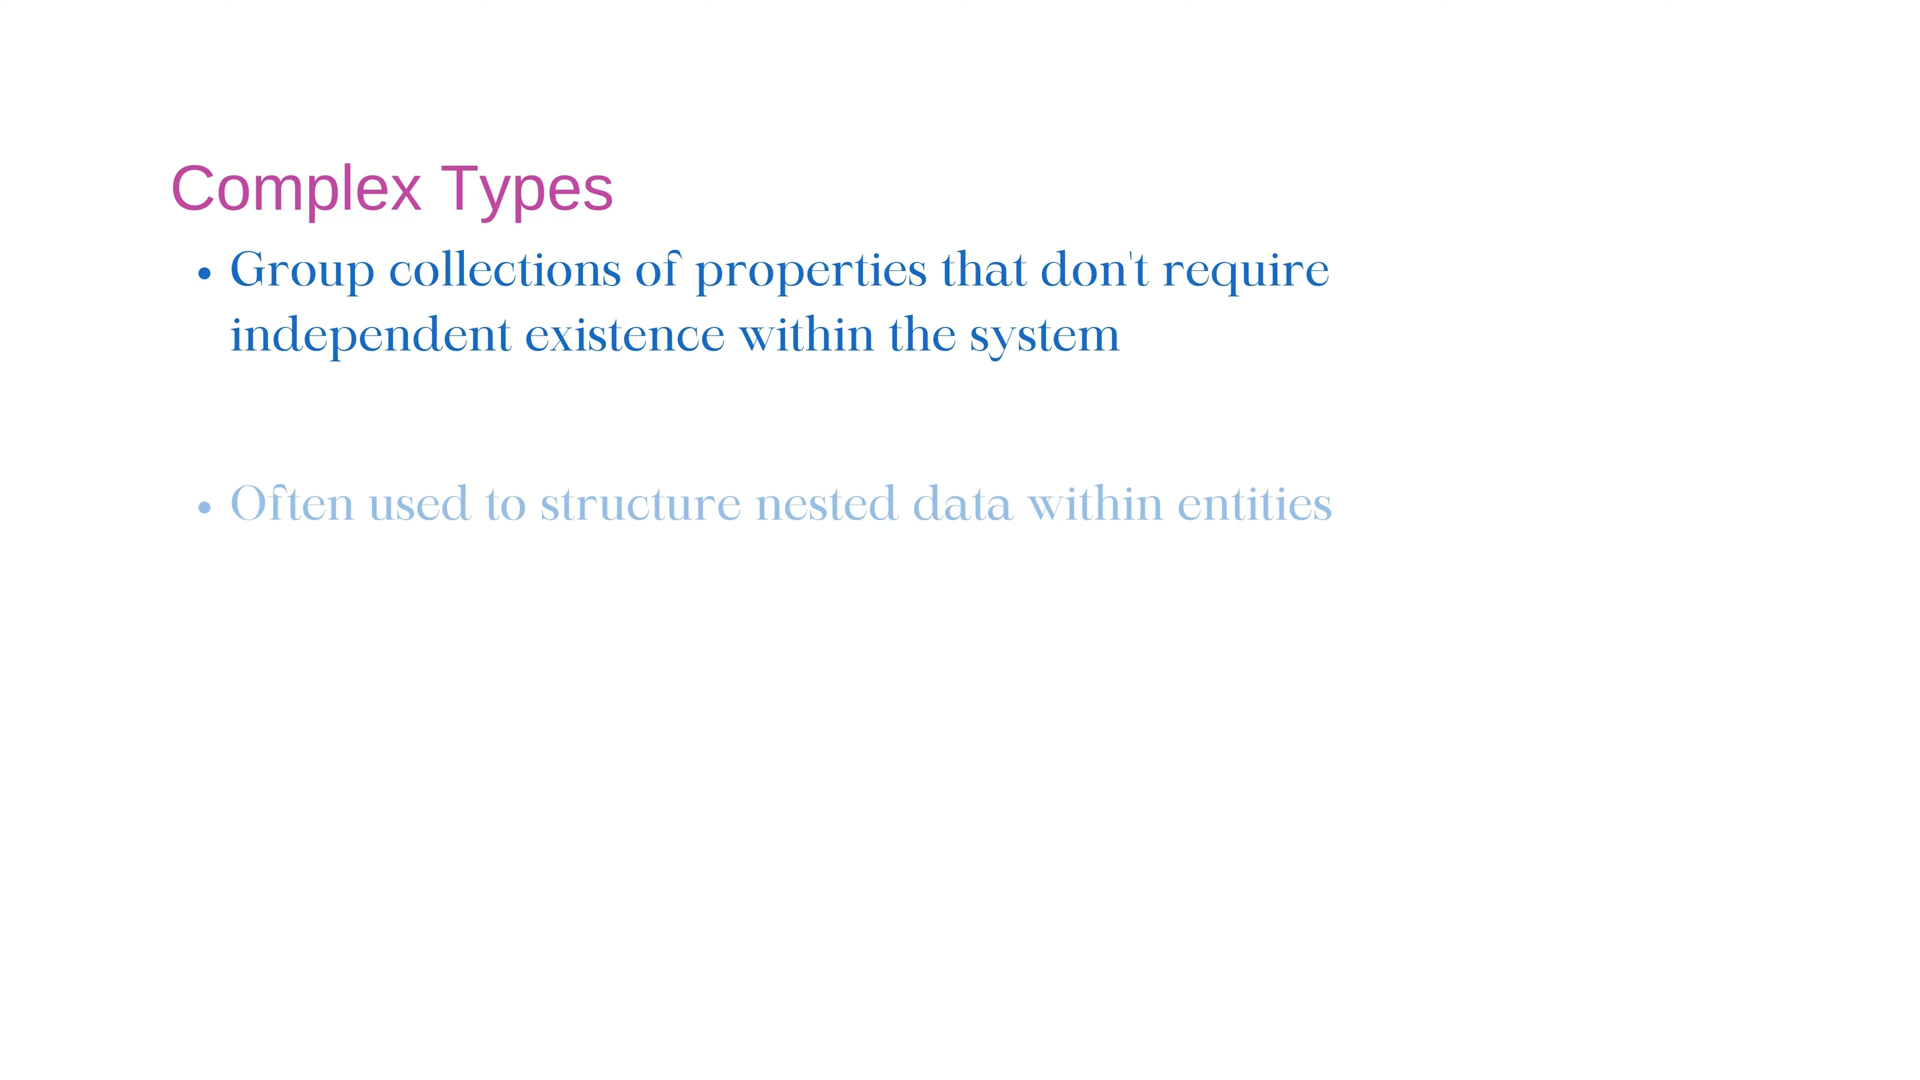 Complex Types
• Group collections of properties that don't require
independent existence within the system
• Often used to structure nested data within entities